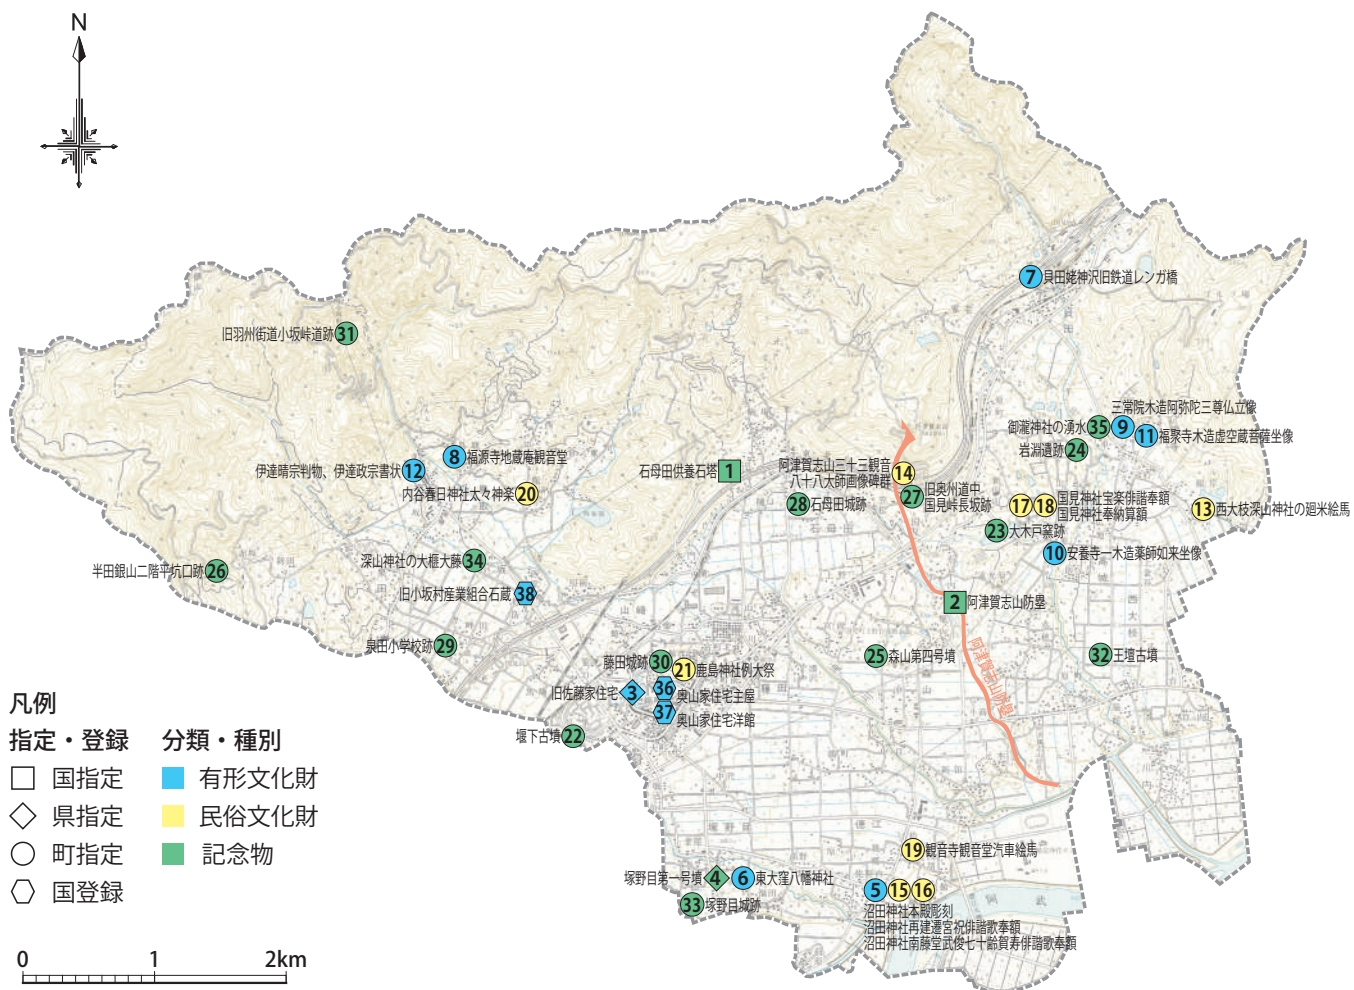 N
7 貝田姥神沢旧鉄道レンガ橋
旧羽州街道小坂峠道跡 31
三常院木造阿弥陀三尊仏立像
御瀧神社の湧水 35 9
11 福聚寺木造虚空蔵菩薩坐像
岩淵遺跡 24
8 福源寺地蔵庵観音堂
伊達晴宗判物、伊達政宗書状 12
内谷春日神社太々神楽 20
石母田供養石塔 1
阿津賀志山三十三観音
八十八大師画像碑群
14
27 旧奥州道中
国見峠長坂跡
28 石母田城跡
17 18 国見神社宝楽俳諧奉額
国見神社奉納算額
13 西大枝深山神社の廻米絵馬
23 大木戸窯跡
10 安養寺一木造薬師如来坐像
深山神社の大榧大藤 34
半田銀山二階平坑口跡 26
旧小坂村産業組合石蔵 38
2 阿津賀志山防塁
阿津賀志山防塁
泉田小学校跡 29
藤田城跡 30
21 鹿島神社例大祭
25 森山第四号墳
32 王壇古墳
旧佐藤家住宅 3
36 奥山家住宅主屋
37 奥山家住宅洋館
堰下古墳 22
19 観音寺観音堂汽車絵馬
塚野目第一号墳 4
6 東大窪八幡神社
33 塚野目城跡
5 15 16
沼田神社本殿彫刻
沼田神社再建遷宮祝俳諧歌奉額
沼田神社南藤堂武俊七十齢賀寿俳諧歌奉額
凡例
指定・登録 分類・種別
国指定 有形文化財
県指定 民俗文化財
町指定 記念物
国登録
0 1 2km